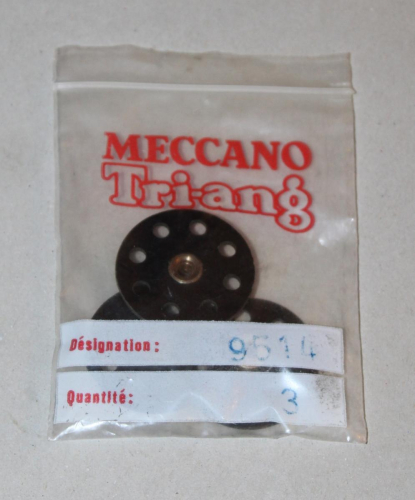 MECCANO
Tri-ang
Désignation: 9514
Quantité: 3